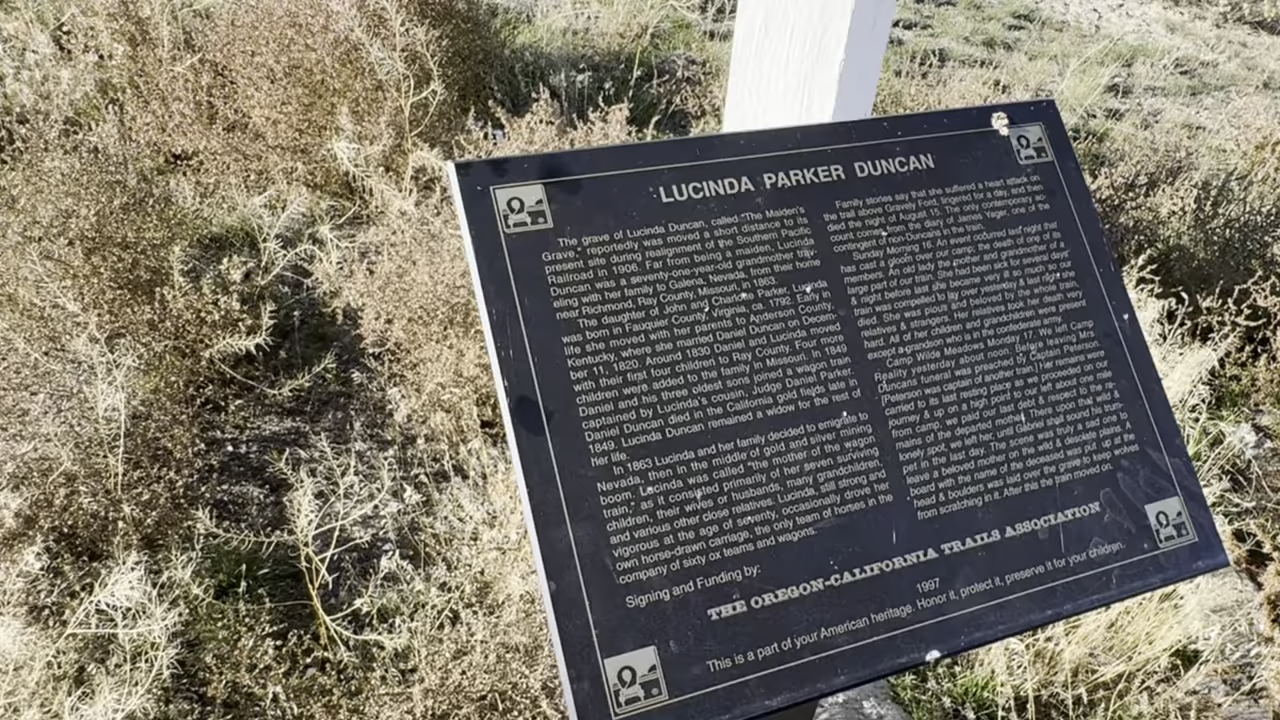 LUCINDA PARKER DUNCAN
The grave of Lucinda Duncan, called "The Maiden's
Grave," reportedly was moved a short distance to its
present site during realignment of the Southern Pacific
Railroad in 1906. Far from being a maiden, Lucinda
Duncan was a seventy-one-year-old grandmother trav-
eling with her family to Galena, Nevada, from their home
near Richmond, Ray County, Missouri, in 1863.
The daughter of John and Charlotte Parker, Lucinda
was born in Fauquier County, Virginia, ca. 1792. Early in
life she moved with her parents to Anderson County,
Kentucky, where she married Daniel Duncan on Decem-
ber 11, 1820. Around 1830 Daniel and Lucinda moved
with their first four children to Ray County. Four more
children were added to the family in Missouri. In 1849
Daniel and his three oldest sons joined a wagon train
captained by Lucinda's cousin, Judge Daniel Parker.
Daniel Duncan died in the California gold fields late in
1849. Lucinda Duncan remained a widow for the rest of
her life.
In 1863 Lucinda and her family decided to emigrate to
Nevada, then in the middle of gold and silver mining
boom. Lucinda was called "the mother of the wagon
train," as it consisted primarily of her seven surviving
children, their wives or husbands, many grandchildren,
and various other close relatives. Lucinda, still strong and
vigorous at the age of seventy, occasionally drove her
own horse-drawn carriage, the only team of horses in the
company of sixty ox teams and wagons.
Family stories say that she suffered a heart attack on
the trail above Gravely Ford, lingered for a day, and then
died the night of August 15. The only contemporary ac-
count comes from the diary of James Yager, one of the
contingent of non-Duncans in the train.
Sunday Morning 16. An event occurred last night that
has cast a gloom over our camp, the death of one of its
members. An old lady the mother and grandmother of a
large part of our train. She had been sick for several days
& night before last she became very ill so much so our
train was compelled to lay over yesterday & last night she
died. She was pious and beloved by the whole train,
relatives & strangers. Her relatives took her death very
hard. All of her children and grandchildren were present
except a grandson who is in the confederate army.
Camp Wilde Meadows Monday 17. We left Camp
Reality yesterday about noon. Before leaving Mrs.
Duncans funeral was preached by Captain Peterson.
[Peterson was captain of another train.] Her remains were
carried to its last resting place as we proceeded on our
journey & up on a high point to our left about one mile
from camp, we paid our last debt & respect to the re-
mains of the departed mother. There upon that wild &
lonely spot, we left her, until Gabriel shall sound his trum-
pet in the last day. The scene was truly a sad one to
leave a beloved mother on the wild & desolate plains. A
board with the name of the deceased was put up at the
head & boulders was laid over the grave to keep wolves
from scratching in it. After this the train moved on.
Signing and Funding by:
THE OREGON-CALIFORNIA TRAILS ASSOCIATION
1997
This is a part of your American heritage. Honor it, protect it, preserve it for your children.